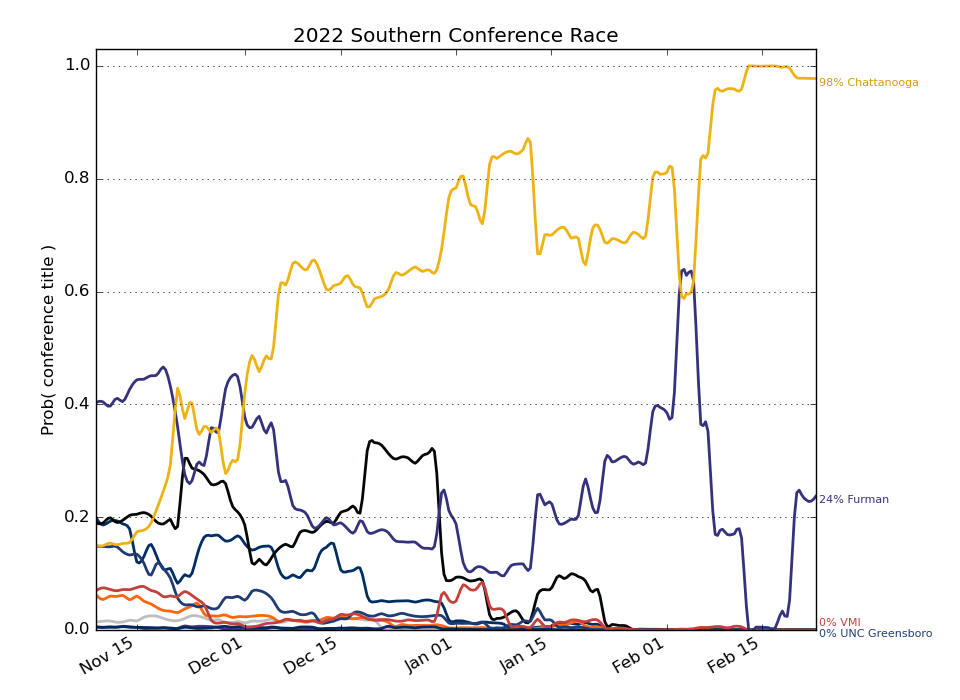 2022 Southern Conference Race
Prob( conference title )
1.0
0.8
0.6
0.4
0.2
0.0
98% Chattanooga
24% Furman
0% VMI
0% UNC Greensboro
Nov 15
Dec 01
Dec 15
Jan 01
Jan 15
Feb 01
Feb 15